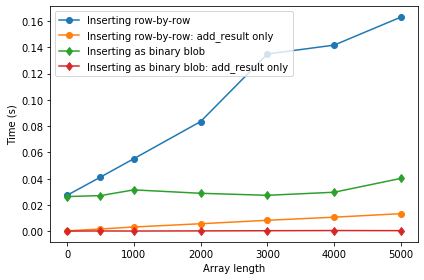 Inserting row-by-row
Inserting row-by-row: add_result only
Inserting as binary blob
Inserting as binary blob: add_result only
Time (s)
0.16
0.14
0.12
0.10
0.08
0.06
0.04
0.02
0.00
0 1000 2000 3000 4000 5000
Array length